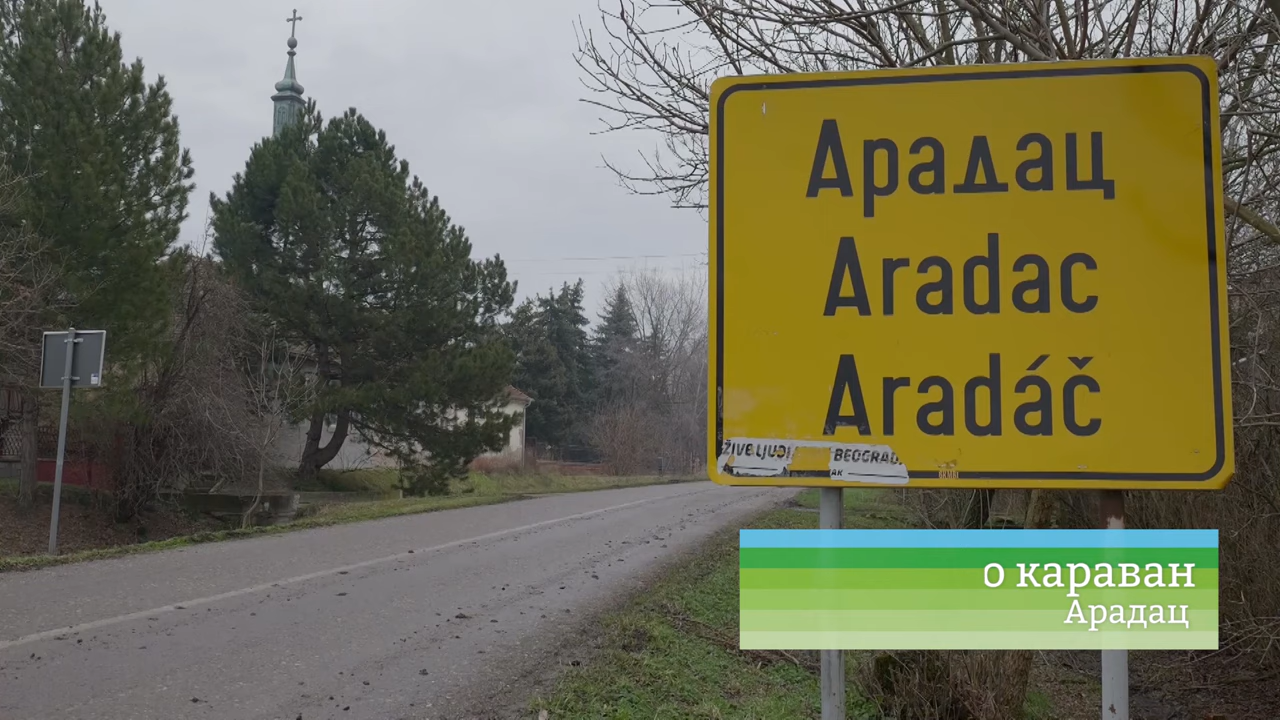 Арадац
Aradac
Aradáč
ŽIVE LJUDI BEOGRAD
о караван
Арадац